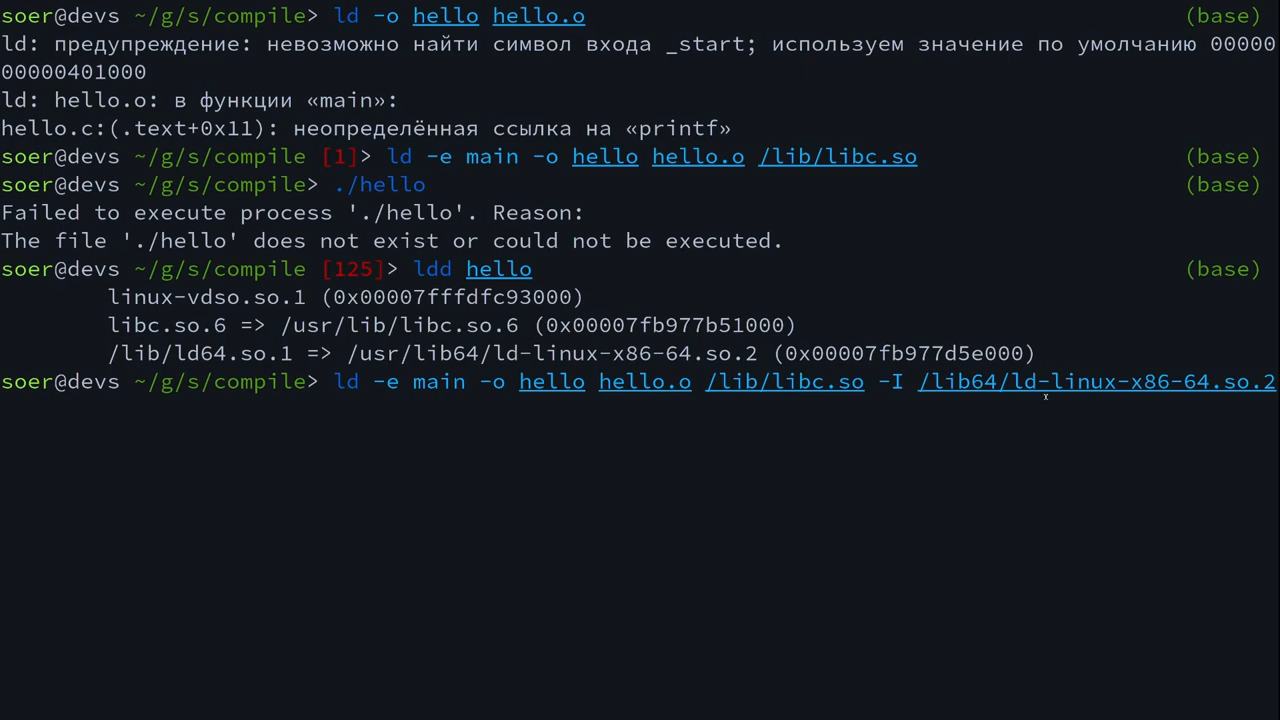 soer@devs ~/g/s/compile> ld -o hello hello.o (base)
ld: предупреждение: невозможно найти символ входа _start; используем значение по умолчанию 00000
00000401000
ld: hello.o: в функции «main»:
hello.c:(.text+0x11): неопределённая ссылка на «printf»
soer@devs ~/g/s/compile [1]> ld -e main -o hello hello.o /lib/libc.so (base)
soer@devs ~/g/s/compile> ./hello (base)
Failed to execute process './hello'. Reason:
The file './hello' does not exist or could not be executed.
soer@devs ~/g/s/compile [125]> ldd hello (base)
linux-vdso.so.1 (0x00007fffdfc93000)
libc.so.6 => /usr/lib/libc.so.6 (0x00007fb977b51000)
/lib/ld64.so.1 => /usr/lib64/ld-linux-x86-64.so.2 (0x00007fb977d5e000)
soer@devs ~/g/s/compile> ld -e main -o hello hello.o /lib/libc.so -I /lib64/ld-linux-x86-64.so.2